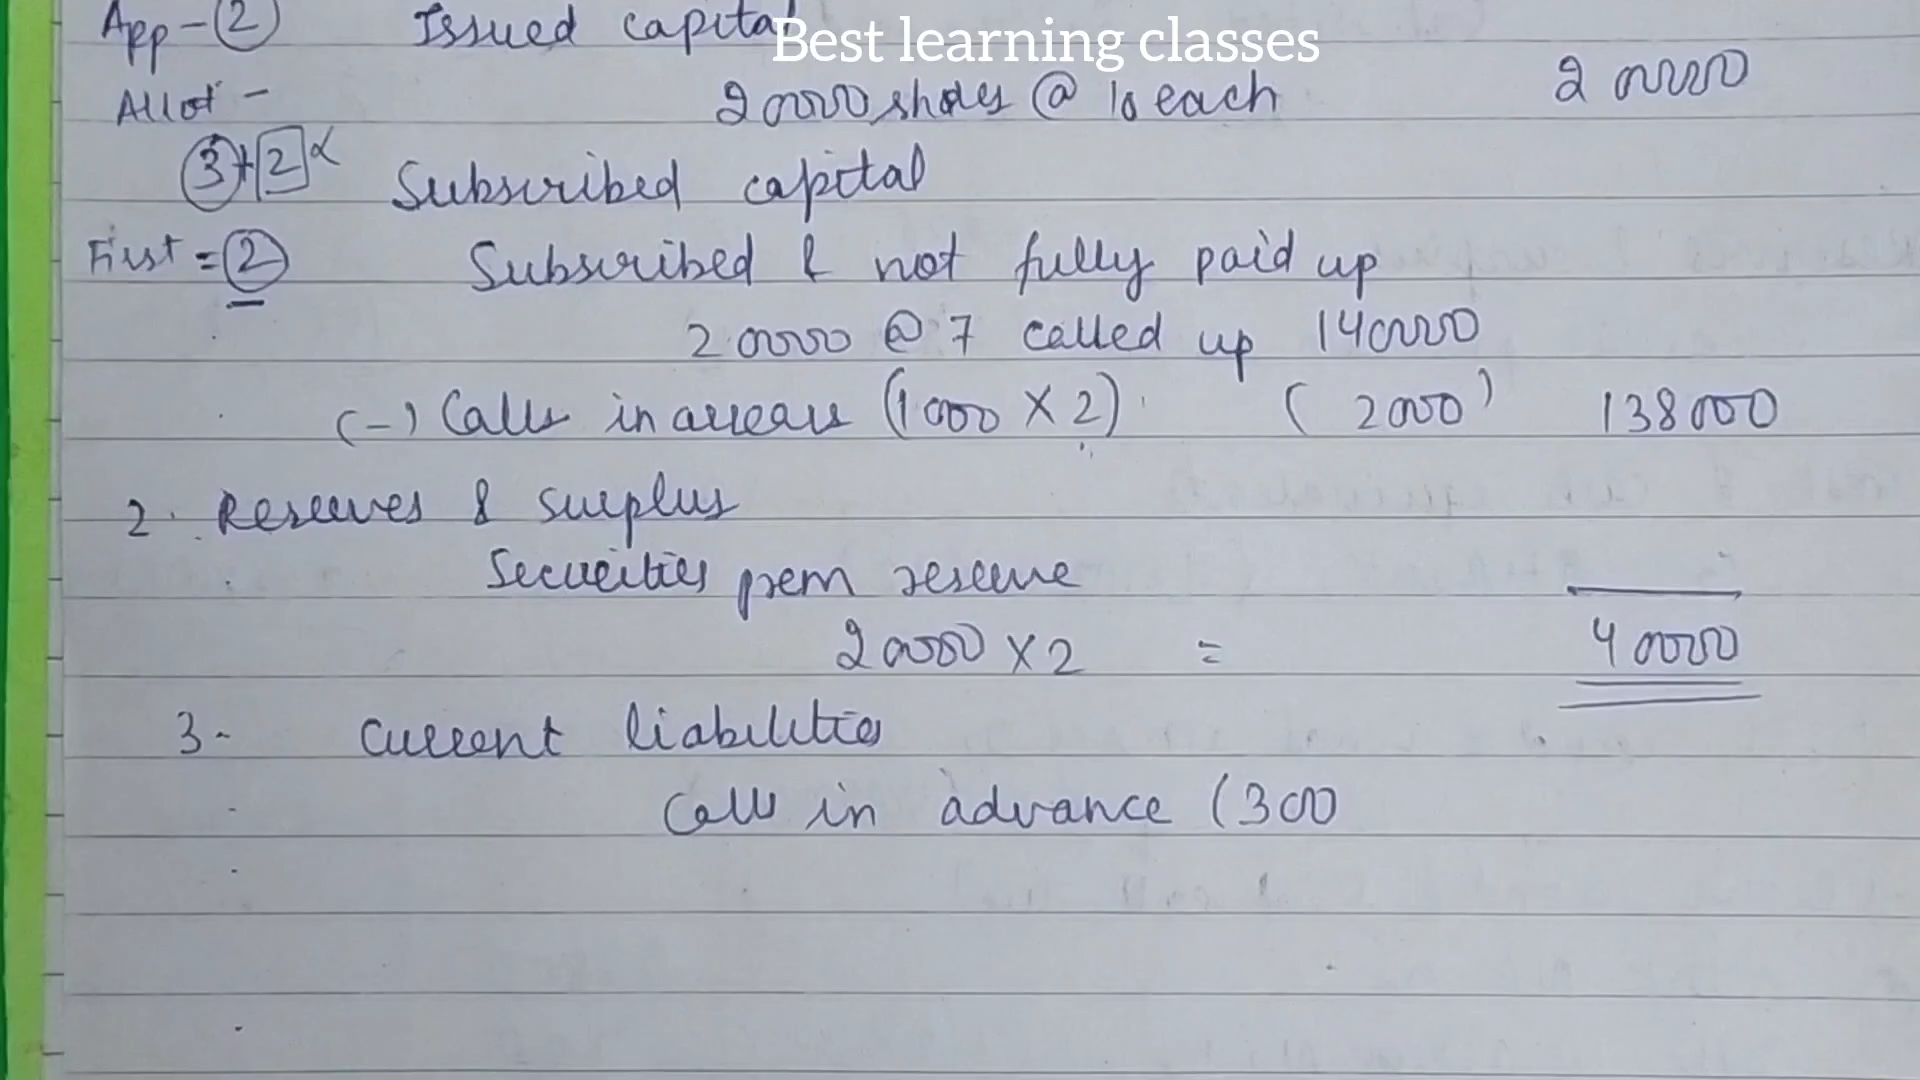 App - 2 Issued capital
Best learning classes
Allot - 20000 shares @ 10 each 200000
3+2 Subscribed capital
First = 2 Subscribed & not fully paid up
20000 @ 7 called up 140000
(-) Calls in arrears (1000 X 2) (2000) 138000
2. Reserves & surplus
Securities prem reserve
20000 X 2 = 40000
3- Current liabilities
Calls in advance (300